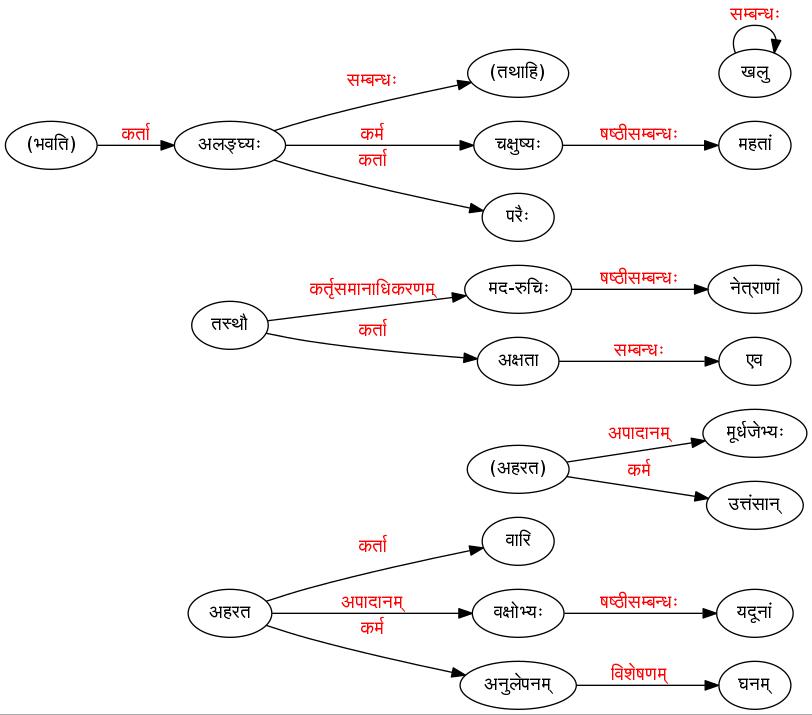 सम्बन्धः
खलु
सम्बन्धः
(तथाहि)
(भवति)
कर्ता
अलङ्घ्यः
कर्म
चक्षुष्यः
षष्ठीसम्बन्धः
महतां
कर्ता
परैः
तस्थौ
कर्तृसमानाधिकरणम्
मद-रुचिः
षष्ठीसम्बन्धः
नेत्राणां
कर्ता
अक्षता
सम्बन्धः
एव
(अहरत)
अपादानम्
मूर्धजेभ्यः
कर्म
उत्तंसान्
कर्ता
वारि
अहरत
अपादानम्
वक्षोभ्यः
षष्ठीसम्बन्धः
यदूनां
कर्म
अनुलेपनम्
विशेषणम्
घनम्